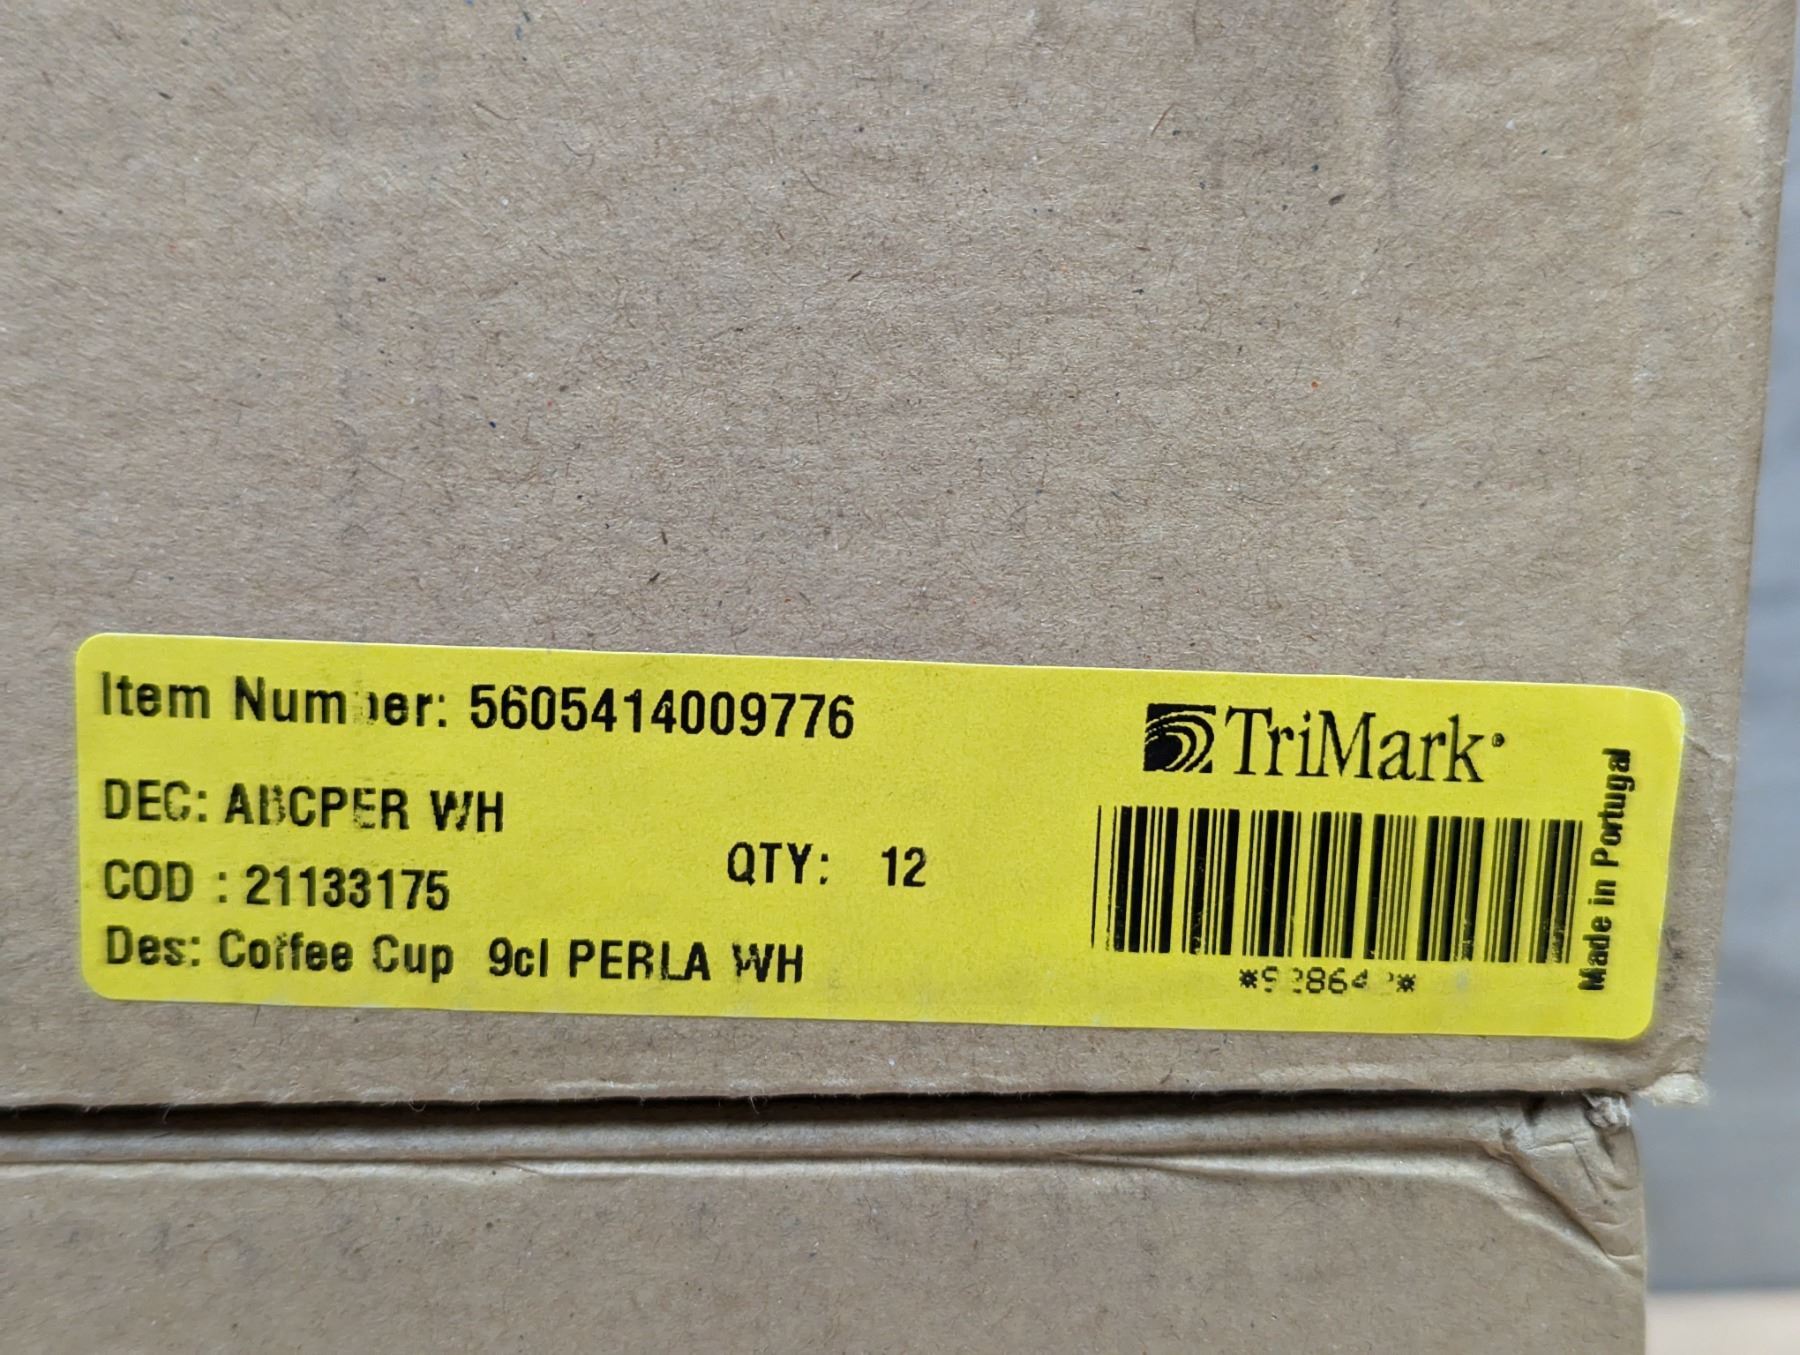 Item Number: 5605414009776
DEC: ABCPER WH
COD : 21133175
QTY: 12
Des: Coffee Cup 9cl PERLA WH
TriMark
Made in Portugal